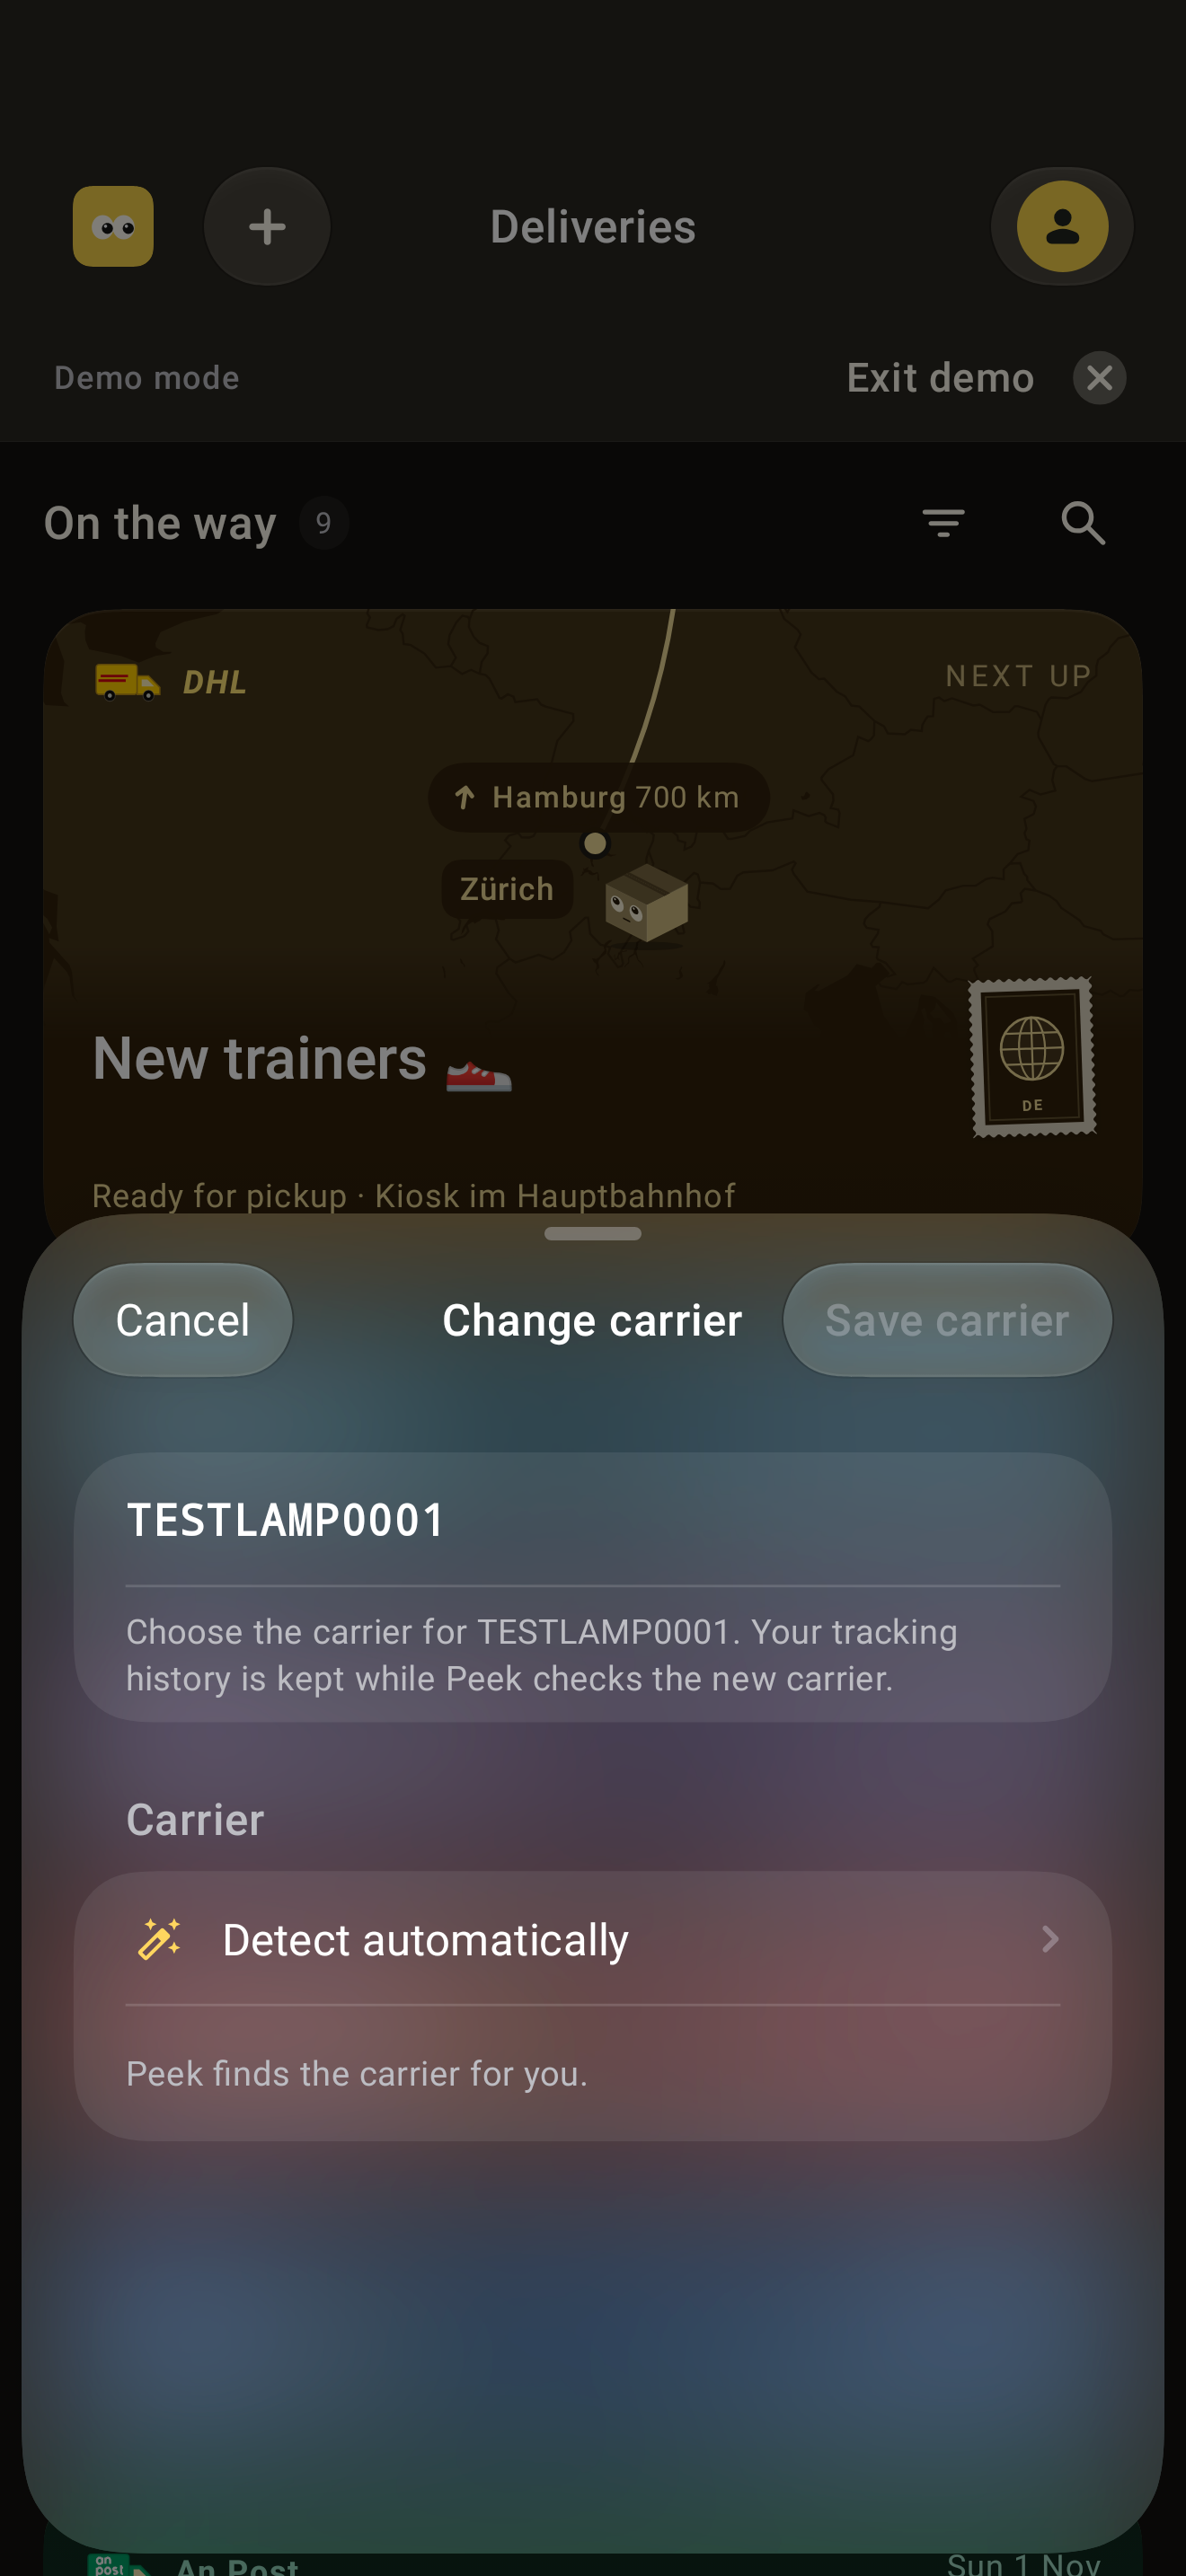 Deliveries
Demo mode
Exit demo
On the way 9
DHL
NEXT UP
Hamburg 700 km
Zürich
New trainers
DE
Ready for pickup · Kiosk im Hauptbahnhof
Cancel
Change carrier
Save carrier
TESTLAMP0001
Choose the carrier for TESTLAMP0001. Your tracking
history is kept while Peek checks the new carrier.
Carrier
Detect automatically
Peek finds the carrier for you.
an
post
An Post
Sun 1 Nov